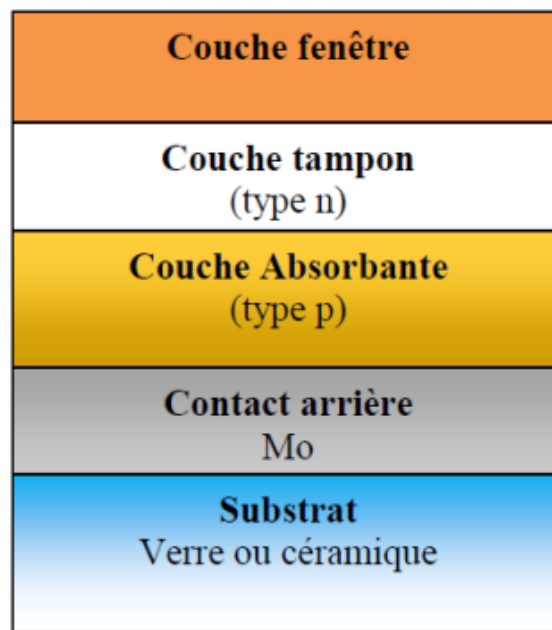 Couche fenêtre
Couche tampon
(type n)
Couche Absorbante
(type p)
Contact arrière
Mo
Substrat
Verre ou céramique